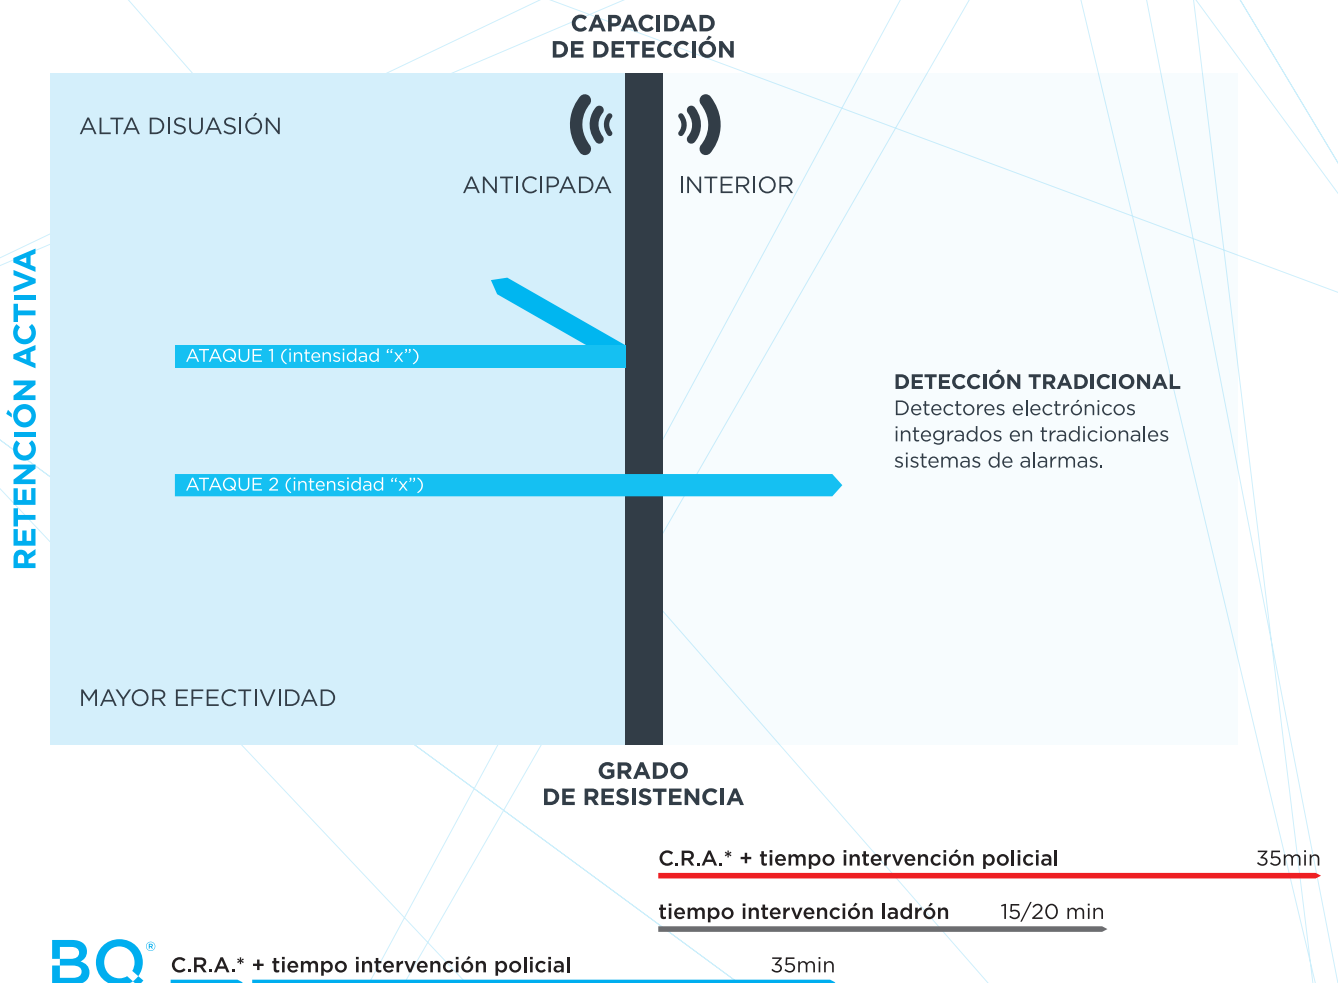 CAPACIDAD
DE DETECCIÓN
ALTA DISUASIÓN
ANTICIPADA
INTERIOR
RETENCIÓN ACTIVA
ATAQUE 1 (intensidad “x”)
DETECCIÓN TRADICIONAL
Detectores electrónicos
integrados en tradicionales
sistemas de alarmas.
ATAQUE 2 (intensidad “x”)
MAYOR EFECTIVIDAD
GRADO
DE RESISTENCIA
C.R.A.* + tiempo intervención policial 35min
tiempo intervención ladrón 15/20 min
BQ®
C.R.A.* + tiempo intervención policial 35min